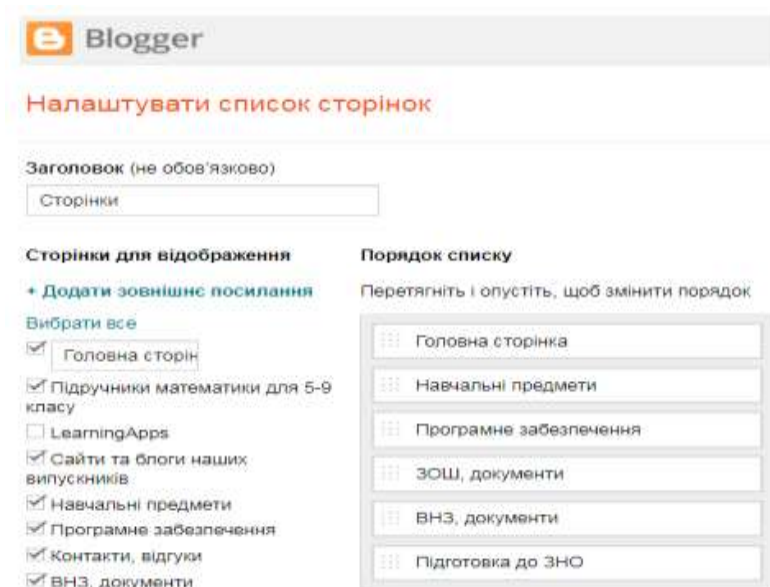 Blogger
Налаштувати список сторінок
Заголовок (не обов'язково)
Сторінки
Сторінки для відображення
+ Додати зовнішнє посилання
Вибрати все
Головна сторін
Підручники математики для 5-9
класу
LearningApps
Сайти та блоги наших
випускників
Навчальні предмети
Програмне забезпечення
Контакти, відгуки
ВНЗ, документи
Порядок списку
Перетягніть і опустіть, щоб змінити порядок
Головна сторінка
Навчальні предмети
Програмне забезпечення
ЗОШ, документи
ВНЗ, документи
Підготовка до ЗНО